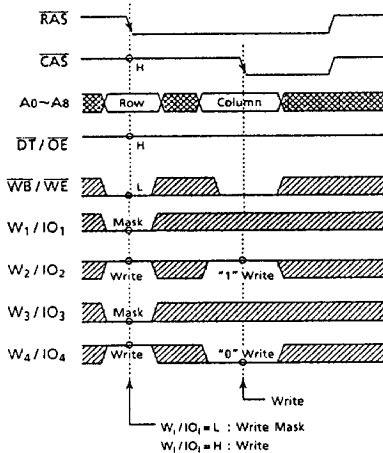 RAS
CAS
H
A0~A8
Row
Column
DT / OE
H
WB / WE
L
W1 / IO1
Mask
W2 / IO2
Write
"1" Write
W3 / IO3
Mask
W4 / IO4
Write
"0" Write
Write
Wi / IOi = L : Write Mask
Wi / IOi = H : Write